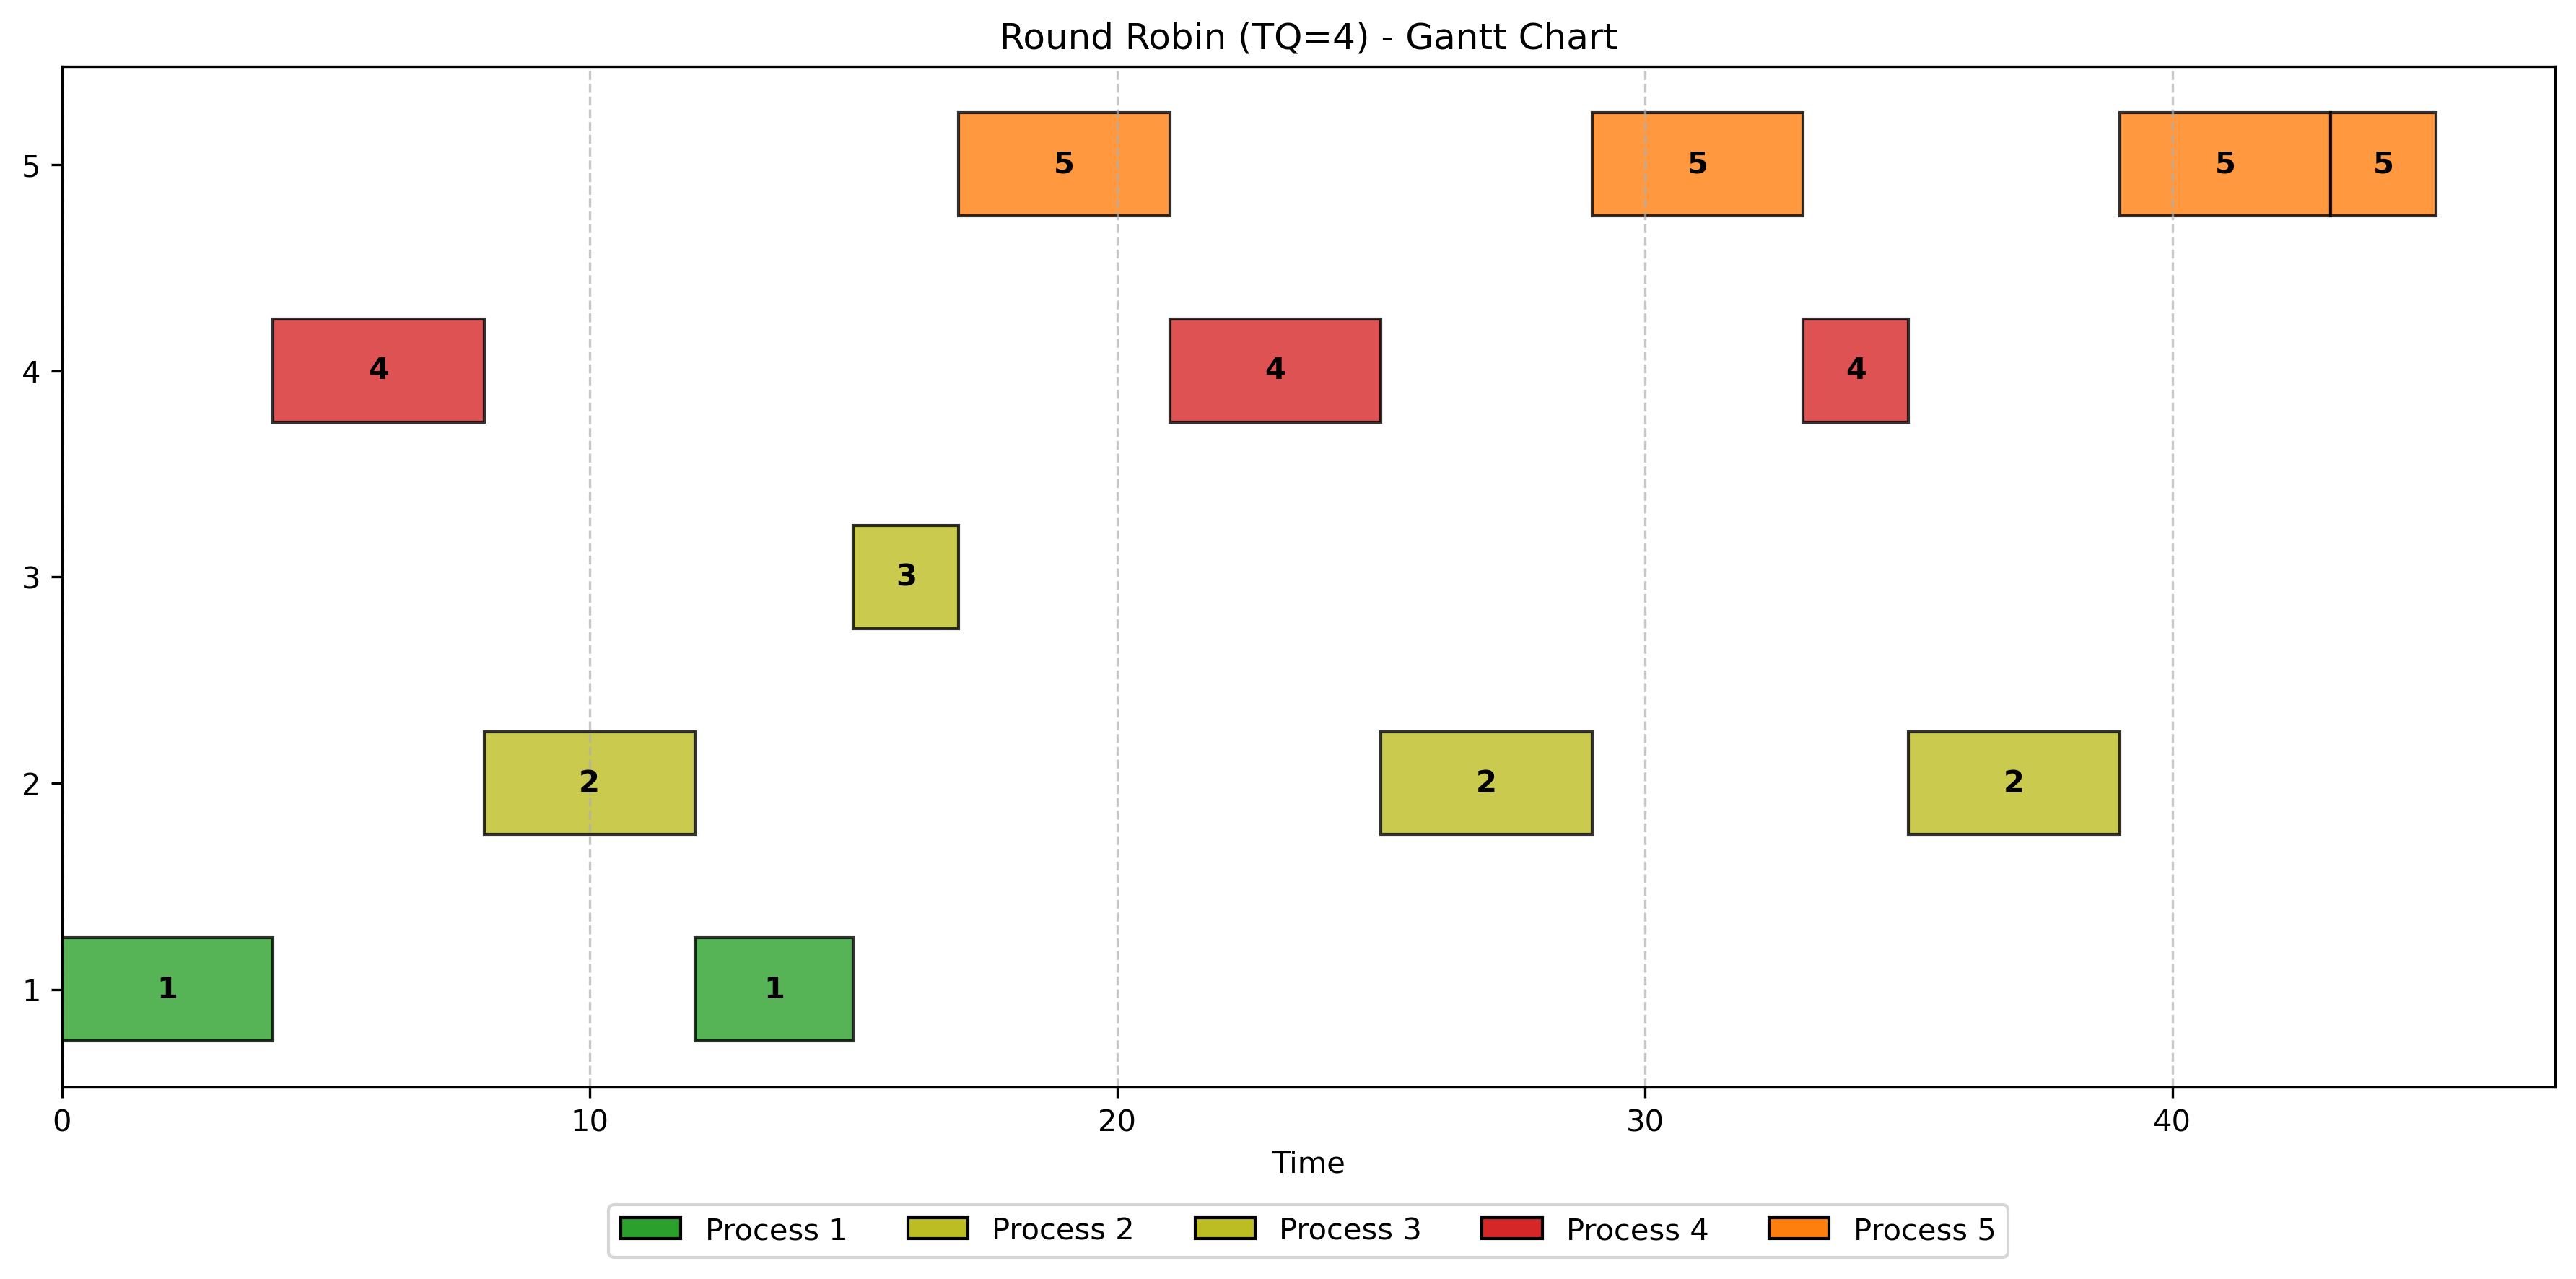 Round Robin (TQ=4) - Gantt Chart
5 5 5 5 5
4 4 4 4
3 3
2 2 2 2
1 1 1
0 10 20 30 40
Time
Process 1 Process 2 Process 3 Process 4 Process 5